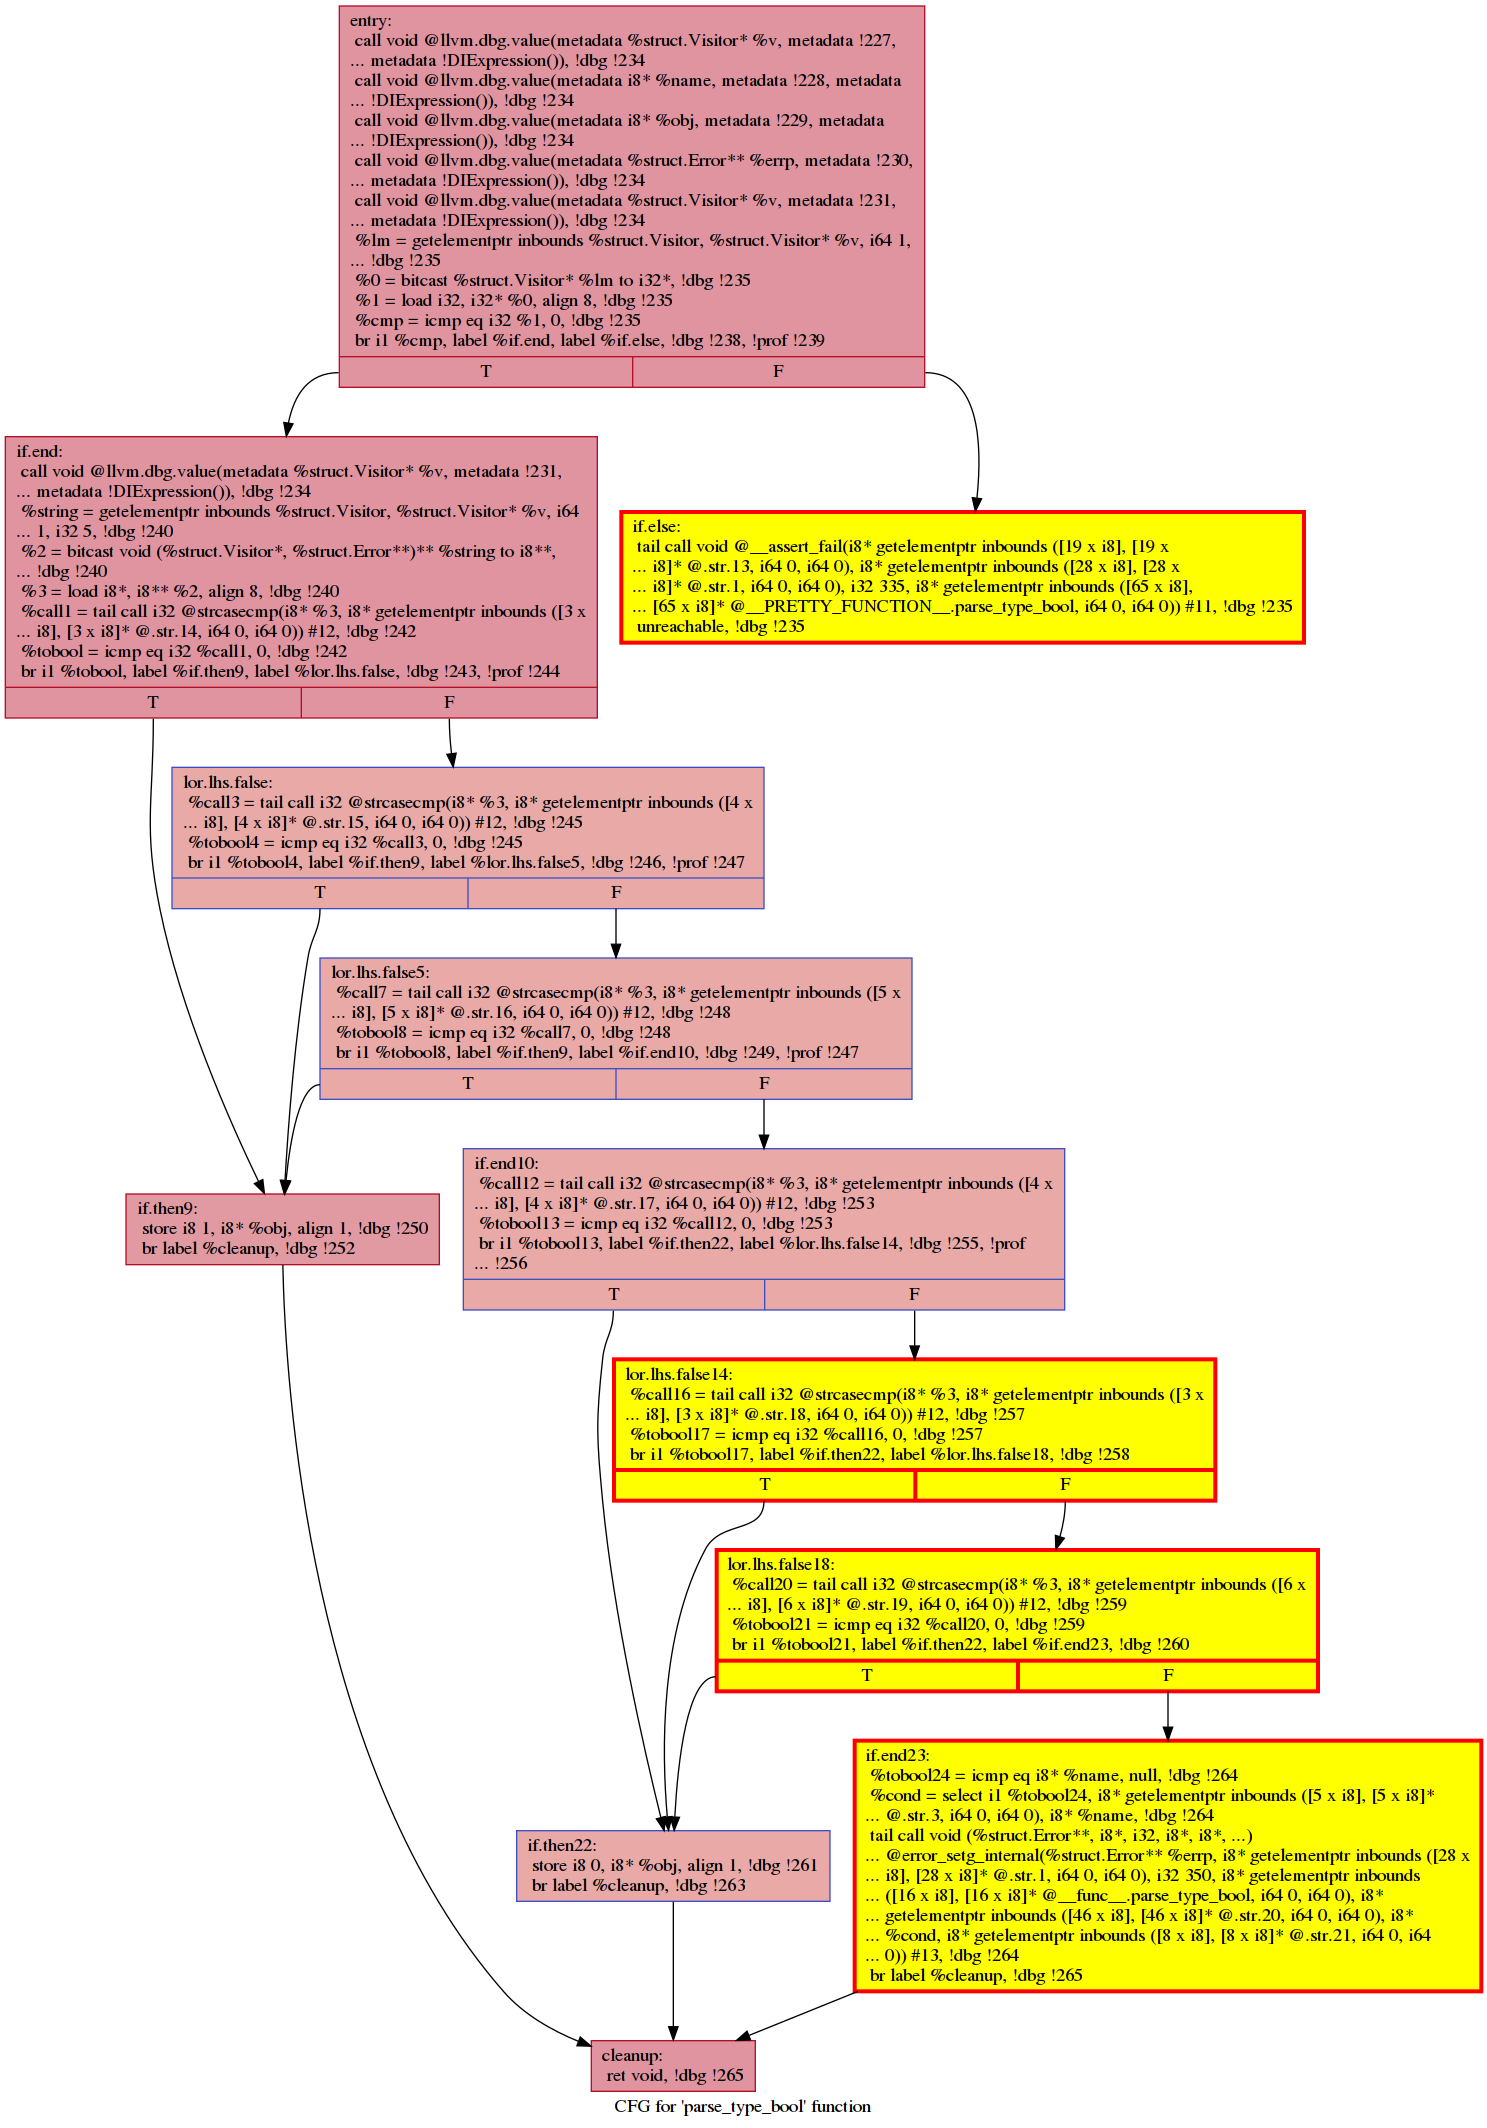 entry:
call void @llvm.dbg.value(metadata %struct.Visitor* %v, metadata !227,
... metadata !DIExpression()), !dbg !234
call void @llvm.dbg.value(metadata i8* %name, metadata !228, metadata
... !DIExpression()), !dbg !234
call void @llvm.dbg.value(metadata i8* %obj, metadata !229, metadata
... !DIExpression()), !dbg !234
call void @llvm.dbg.value(metadata %struct.Error** %errp, metadata !230,
... metadata !DIExpression()), !dbg !234
call void @llvm.dbg.value(metadata %struct.Visitor* %v, metadata !231,
... metadata !DIExpression()), !dbg !234
%lm = getelementptr inbounds %struct.Visitor, %struct.Visitor* %v, i64 1,
... !dbg !235
%0 = bitcast %struct.Visitor* %lm to i32*, !dbg !235
%1 = load i32, i32* %0, align 8, !dbg !235
%cmp = icmp eq i32 %1, 0, !dbg !235
br i1 %cmp, label %if.end, label %if.else, !dbg !238, !prof !239
T F
if.end:
call void @llvm.dbg.value(metadata %struct.Visitor* %v, metadata !231,
... metadata !DIExpression()), !dbg !234
%string = getelementptr inbounds %struct.Visitor, %struct.Visitor* %v, i64
... 1, i32 5, !dbg !240
%2 = bitcast void (%struct.Visitor*, %struct.Error**)** %string to i8**,
... !dbg !240
%3 = load i8*, i8** %2, align 8, !dbg !240
%call1 = tail call i32 @strcasecmp(i8* %3, i8* getelementptr inbounds ([3 x
... i8], [3 x i8]* @.str.14, i64 0, i64 0)) #12, !dbg !242
%tobool = icmp eq i32 %call1, 0, !dbg !242
br i1 %tobool, label %if.then9, label %lor.lhs.false, !dbg !243, !prof !244
T F
if.else:
tail call void @__assert_fail(i8* getelementptr inbounds ([19 x i8], [19 x
... i8]* @.str.13, i64 0, i64 0), i8* getelementptr inbounds ([28 x i8], [28 x
... i8]* @.str.1, i64 0, i64 0), i32 335, i8* getelementptr inbounds ([65 x i8],
... [65 x i8]* @__PRETTY_FUNCTION__.parse_type_bool, i64 0, i64 0)) #11, !dbg !235
unreachable, !dbg !235
lor.lhs.false:
%call3 = tail call i32 @strcasecmp(i8* %3, i8* getelementptr inbounds ([4 x
... i8], [4 x i8]* @.str.15, i64 0, i64 0)) #12, !dbg !245
%tobool4 = icmp eq i32 %call3, 0, !dbg !245
br i1 %tobool4, label %if.then9, label %lor.lhs.false5, !dbg !246, !prof !247
T F
lor.lhs.false5:
%call7 = tail call i32 @strcasecmp(i8* %3, i8* getelementptr inbounds ([5 x
... i8], [5 x i8]* @.str.16, i64 0, i64 0)) #12, !dbg !248
%tobool8 = icmp eq i32 %call7, 0, !dbg !248
br i1 %tobool8, label %if.then9, label %if.end10, !dbg !249, !prof !247
T F
if.end10:
%call12 = tail call i32 @strcasecmp(i8* %3, i8* getelementptr inbounds ([4 x
... i8], [4 x i8]* @.str.17, i64 0, i64 0)) #12, !dbg !253
%tobool13 = icmp eq i32 %call12, 0, !dbg !253
br i1 %tobool13, label %if.then22, label %lor.lhs.false14, !dbg !255, !prof
... !256
T F
if.then9:
store i8 1, i8* %obj, align 1, !dbg !250
br label %cleanup, !dbg !252
lor.lhs.false14:
%call16 = tail call i32 @strcasecmp(i8* %3, i8* getelementptr inbounds ([3 x
... i8], [3 x i8]* @.str.18, i64 0, i64 0)) #12, !dbg !257
%tobool17 = icmp eq i32 %call16, 0, !dbg !257
br i1 %tobool17, label %if.then22, label %lor.lhs.false18, !dbg !258
T F
lor.lhs.false18:
%call20 = tail call i32 @strcasecmp(i8* %3, i8* getelementptr inbounds ([6 x
... i8], [6 x i8]* @.str.19, i64 0, i64 0)) #12, !dbg !259
%tobool21 = icmp eq i32 %call20, 0, !dbg !259
br i1 %tobool21, label %if.then22, label %if.end23, !dbg !260
T F
if.end23:
%tobool24 = icmp eq i8* %name, null, !dbg !264
%cond = select i1 %tobool24, i8* getelementptr inbounds ([5 x i8], [5 x i8]*
... @.str.3, i64 0, i64 0), i8* %name, !dbg !264
tail call void (%struct.Error**, i8*, i32, i8*, i8*, ...)
... @error_setg_internal(%struct.Error** %errp, i8* getelementptr inbounds ([28 x
... i8], [28 x i8]* @.str.1, i64 0, i64 0), i32 350, i8* getelementptr inbounds
... ([16 x i8], [16 x i8]* @__func__.parse_type_bool, i64 0, i64 0), i8*
... getelementptr inbounds ([46 x i8], [46 x i8]* @.str.20, i64 0, i64 0), i8*
... %cond, i8* getelementptr inbounds ([8 x i8], [8 x i8]* @.str.21, i64 0, i64
... 0)) #13, !dbg !264
br label %cleanup, !dbg !265
if.then22:
store i8 0, i8* %obj, align 1, !dbg !261
br label %cleanup, !dbg !263
cleanup:
ret void, !dbg !265
CFG for 'parse_type_bool' function